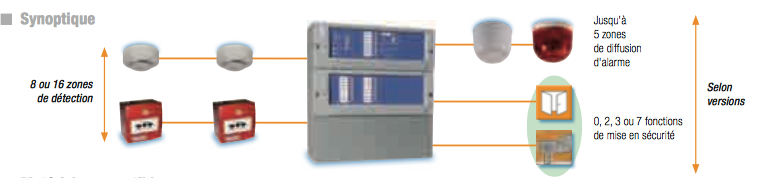 Synoptique
8 ou 16 zones
de détection
Jusqu'à
5 zones
de diffusion
d'alarme
0, 2, 3 ou 7 fonctions
de mise en sécurité
Selon
versions